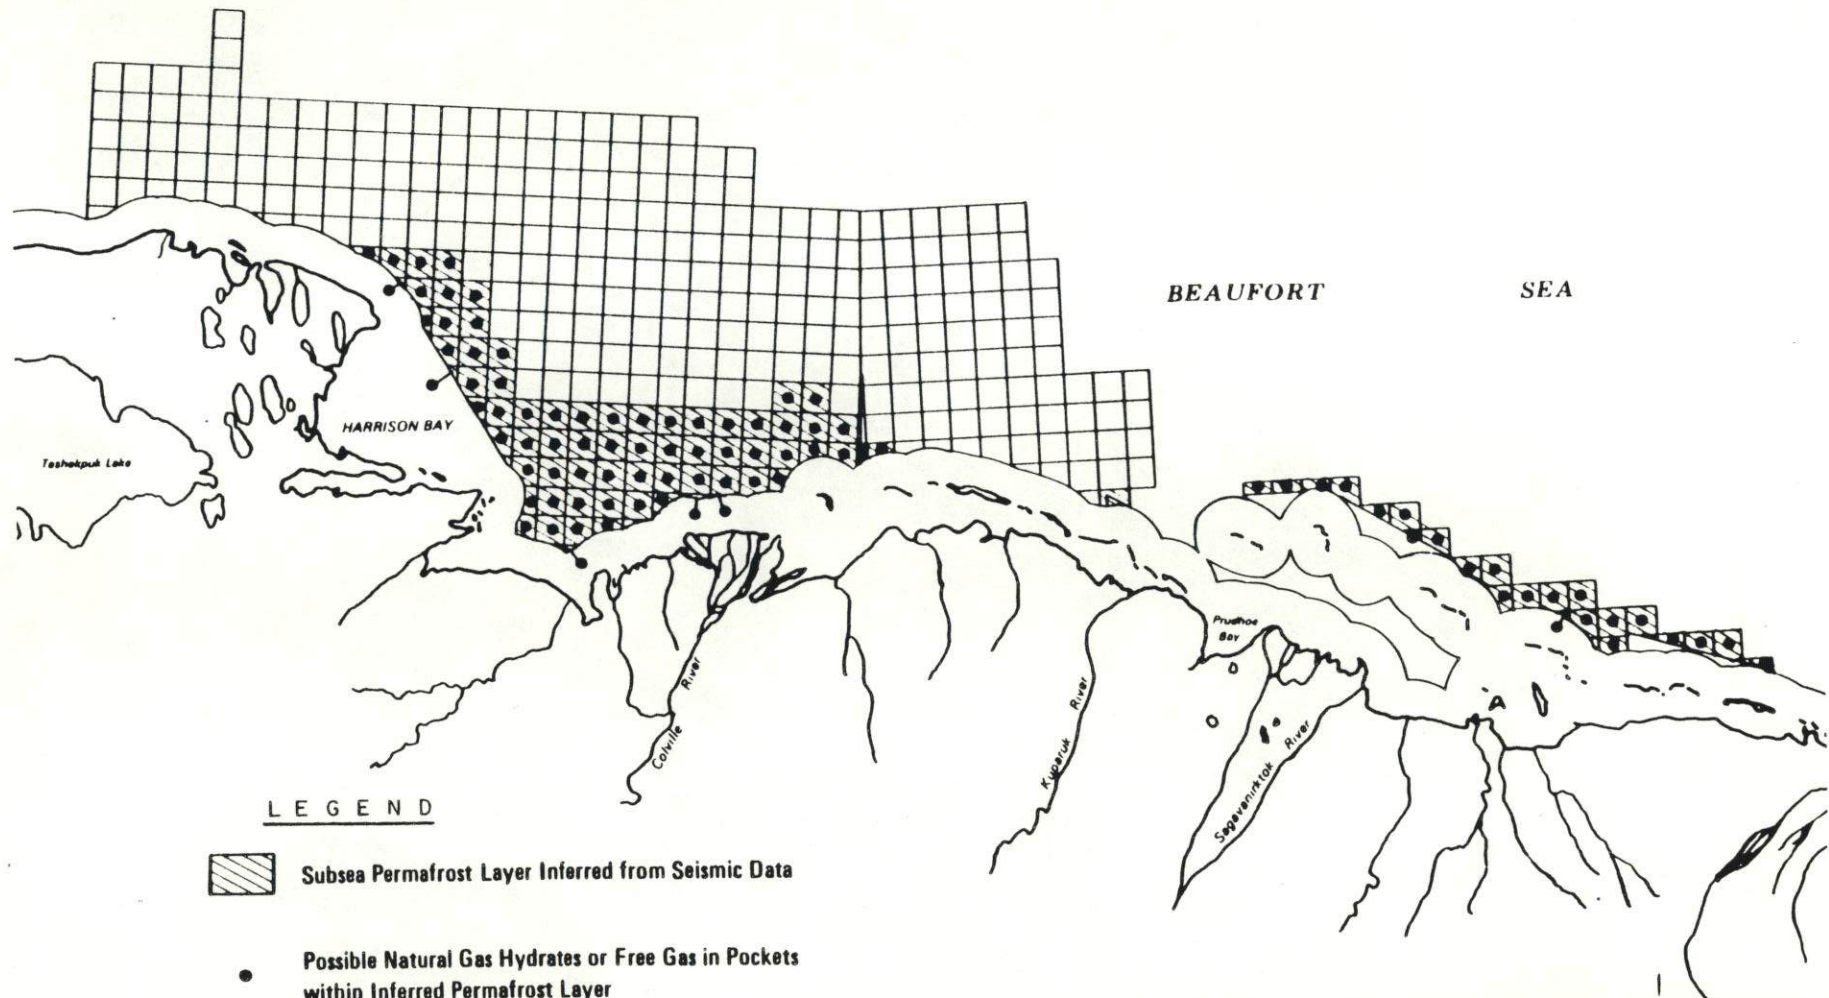 BEAUFORT SEA
HARRISON BAY
Teshekpuk Lake
Prudhoe
Bay
Colville River
Kuparuk River
Sagavanirktok River
LEGEND
Subsea Permafrost Layer Inferred from Seismic Data
Possible Natural Gas Hydrates or Free Gas in Pockets
within Inferred Permafrost Layer